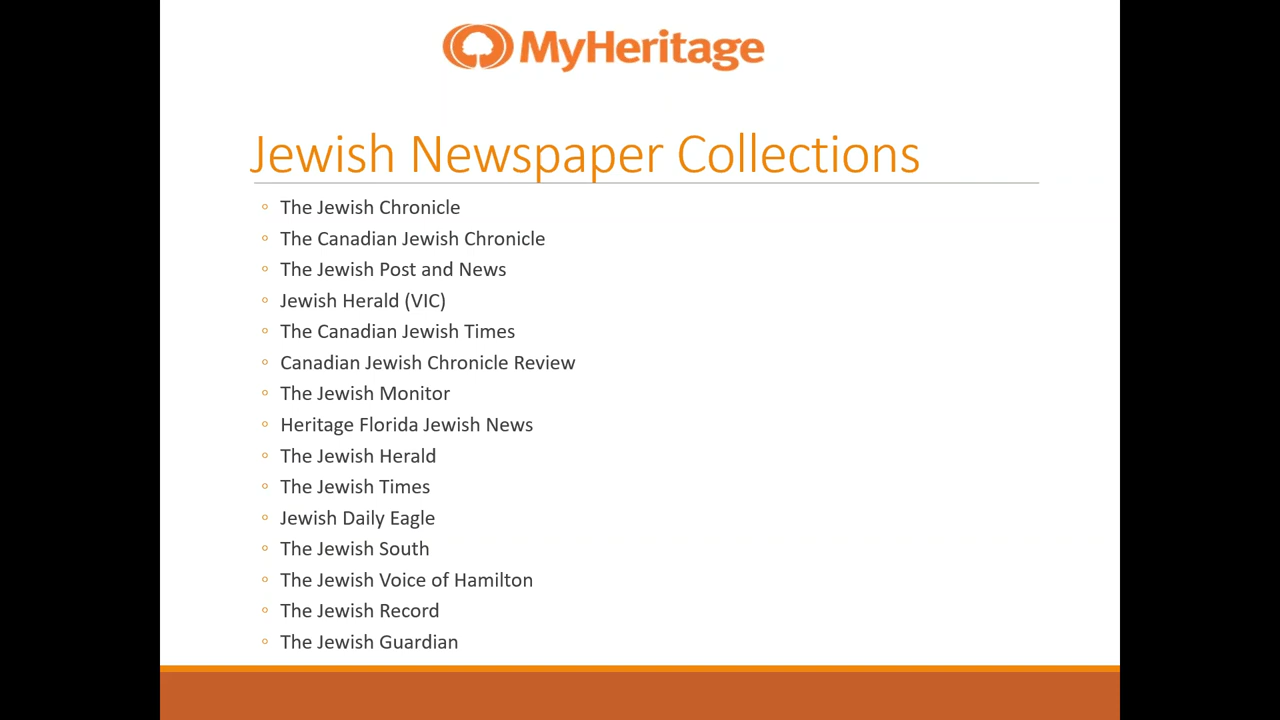 MyHeritage
Jewish Newspaper Collections
The Jewish Chronicle
The Canadian Jewish Chronicle
The Jewish Post and News
Jewish Herald (VIC)
The Canadian Jewish Times
Canadian Jewish Chronicle Review
The Jewish Monitor
Heritage Florida Jewish News
The Jewish Herald
The Jewish Times
Jewish Daily Eagle
The Jewish South
The Jewish Voice of Hamilton
The Jewish Record
The Jewish Guardian